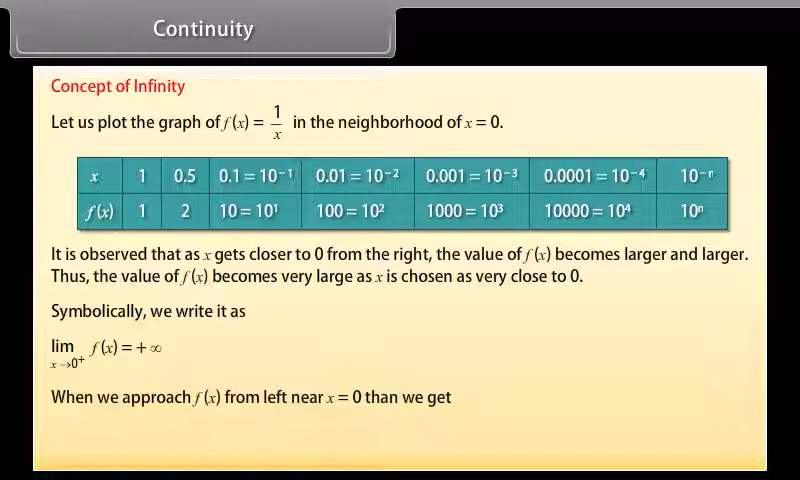 Continuity
Concept of Infinity
Let us plot the graph of f(x) = 1/x in the neighborhood of x = 0.
x 1 0.5 0.1 = 10⁻¹ 0.01 = 10⁻² 0.001 = 10⁻³ 0.0001 = 10⁻⁴ 10⁻ⁿ
f(x) 1 2 10 = 10¹ 100 = 10² 1000 = 10³ 10000 = 10⁴ 10ⁿ
It is observed that as x gets closer to 0 from the right, the value of f(x) becomes larger and larger.
Thus, the value of f(x) becomes very large as x is chosen as very close to 0.
Symbolically, we write it as
lim f(x) = + ∞
x→0⁺
When we approach f(x) from left near x = 0 than we get